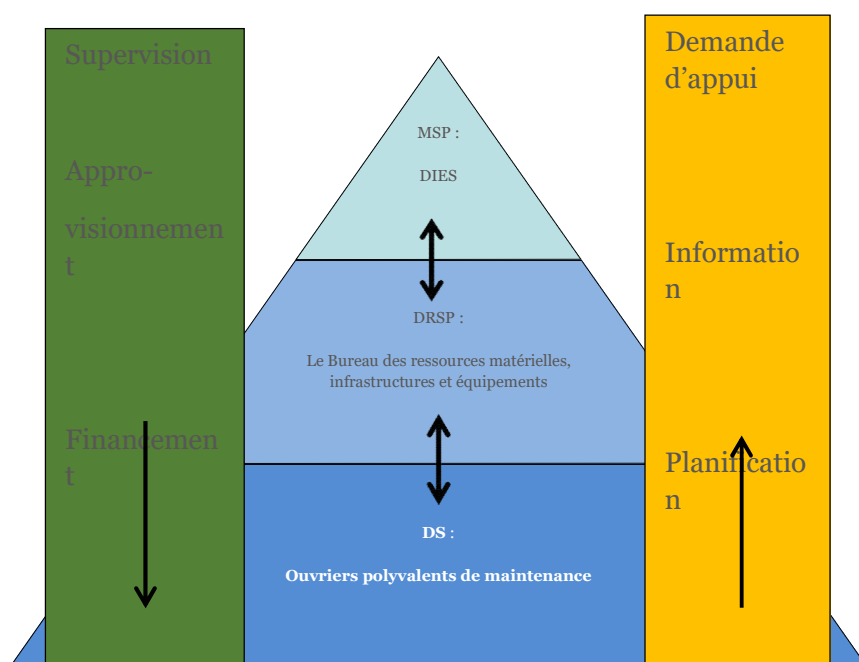 Supervision
Appro-
visionnemen
t
Financemen
t
MSP :
DIES
DRSP :
Le Bureau des ressources matérielles,
infrastructures et équipements
DS :
Ouvriers polyvalents de maintenance
Demande
d’appui
Informatio
n
Planification
n